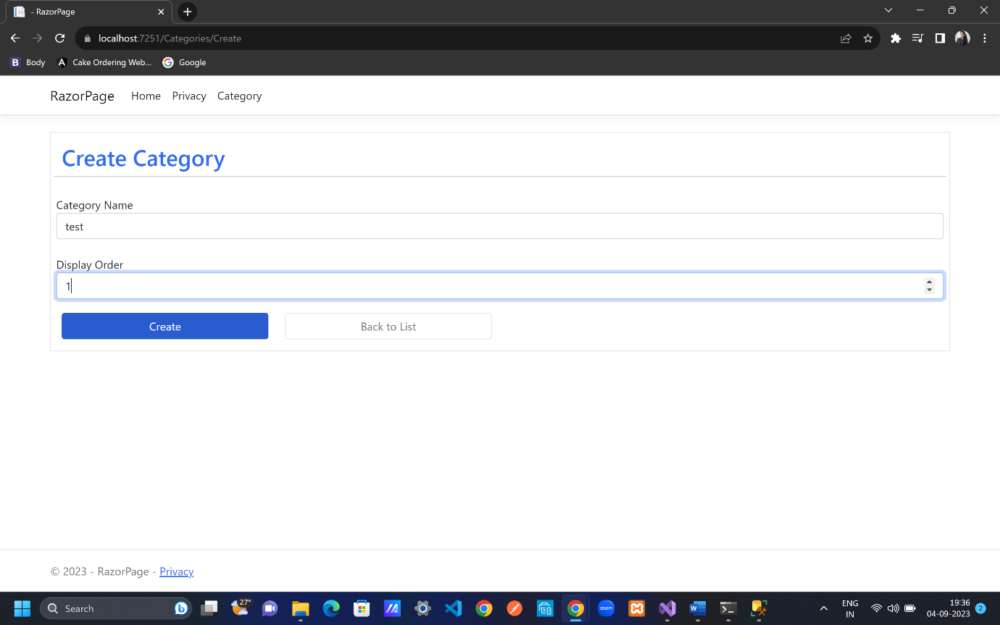 - RazorPage
localhost:7251/Categories/Create
B Body
Cake Ordering Web...
Google
RazorPage Home Privacy Category
Create Category
Category Name
test
Display Order
1
Create Back to List
© 2023 - RazorPage - Privacy
Search
27°
zoom
ENG
IN
19:36
04-09-2023
2